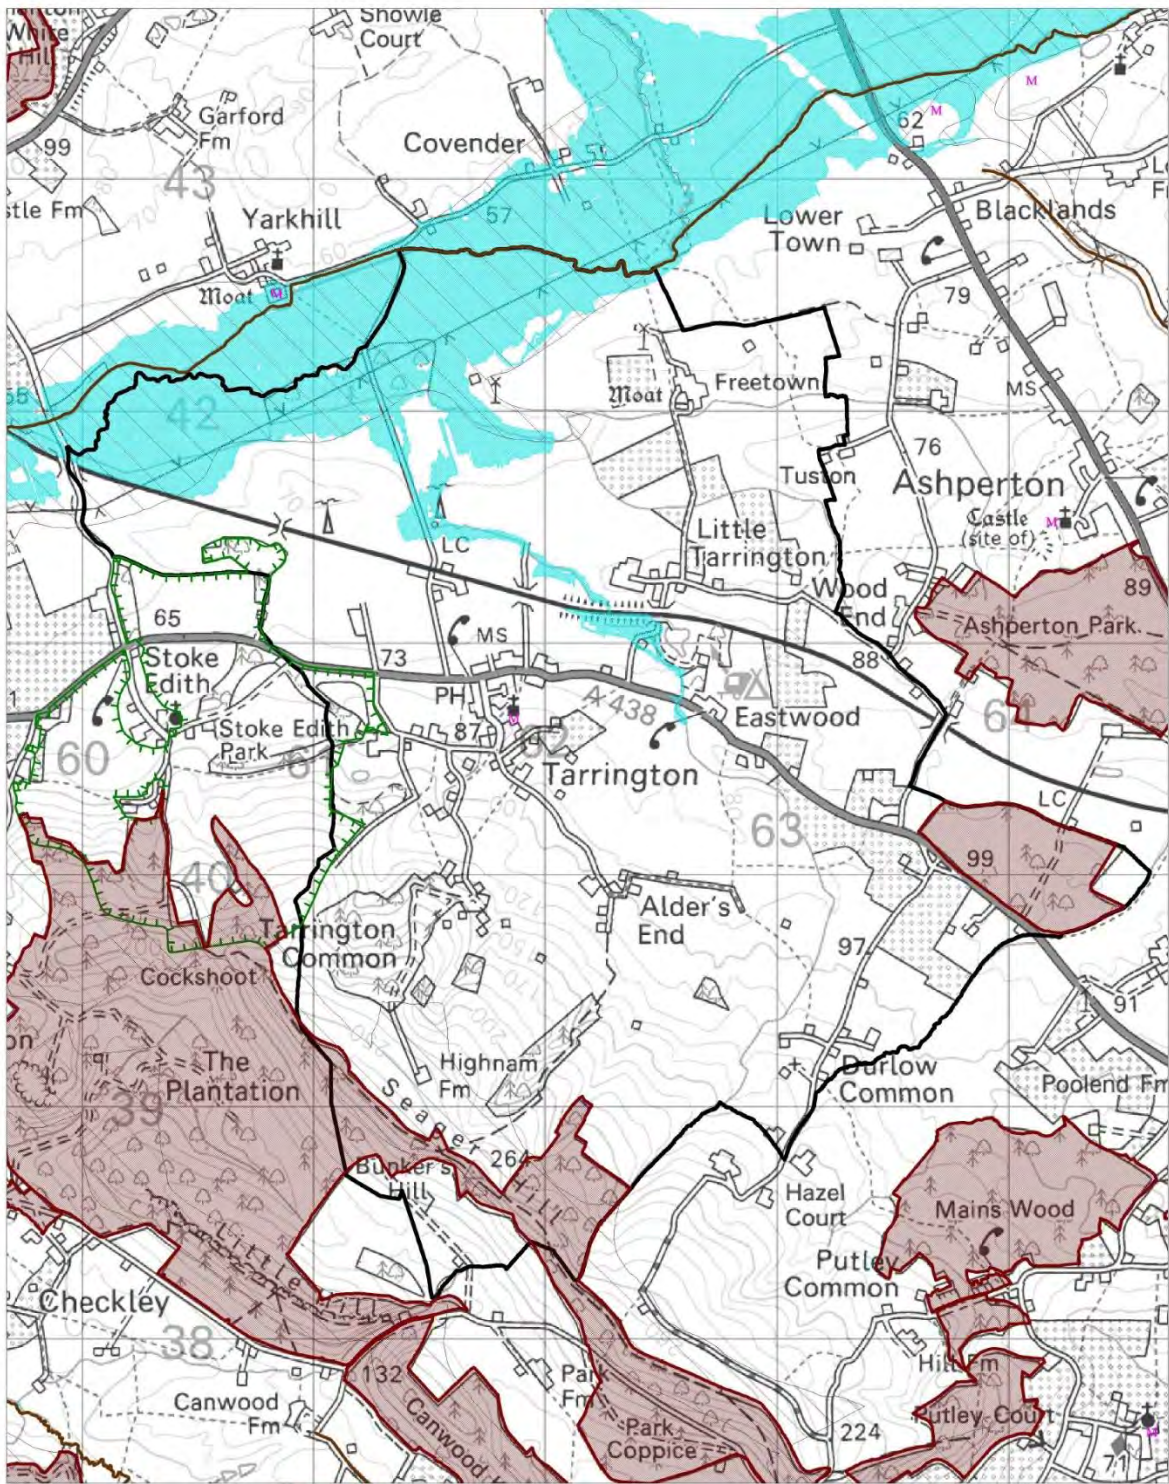 Showle
Court
White
Hill
Garford
Fm
99
Covender
62
43
57
Yarkhill
Moat
M
M
M
stle Fm
Lower
Town
Blacklands
79
Freetown
Moat
MS
42
76
Tuston
Ashperton
Castle
(site of)
M
Little
Tarrington
LC
Wood
End
89
Ashperton Park
65
MS
Stoke
Edith
73
88
PH
A 438
Eastwood
Stoke Edith
Park
87
60
62
Tarrington
63
LC
40
99
Alder's
End
Tarrington
Common
97
Cockshoot
91
The
Plantation
Highnam
Fm
Durlow
Common
Poolend Fm
39
Seager Hill
264
Bunker's
Hill
Hazel
Court
Mains Wood
Putley
Common
Little Hill
Checkley
38
Hill Fm
132
Park
Fm
Canwood
Fm
Canwood
Putley Court
Park
Coppice
224
71